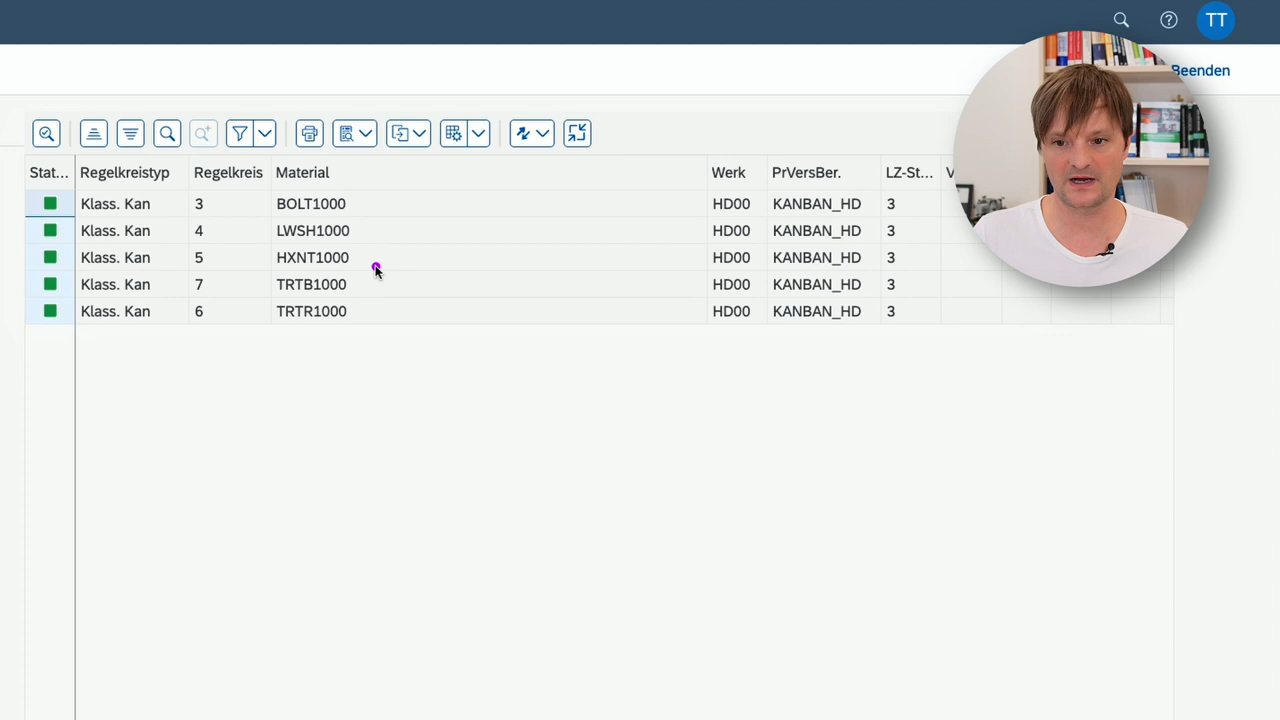 TT
Beenden
Stat... Regelkreistyp Regelkreis Material Werk PrVersBer. LZ-St...
Klass. Kan 3 BOLT1000 HD00 KANBAN_HD 3
Klass. Kan 4 LWSH1000 HD00 KANBAN_HD 3
Klass. Kan 5 HXNT1000 HD00 KANBAN_HD 3
Klass. Kan 7 TRTB1000 HD00 KANBAN_HD 3
Klass. Kan 6 TRTR1000 HD00 KANBAN_HD 3